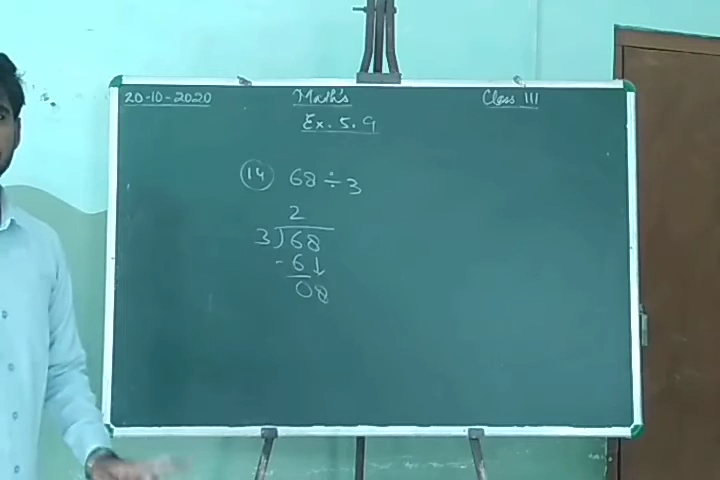 20-10-2020 Math's Class III
Ex. 5.9
14 68 ÷ 3
2
3)68
- 6↓
08